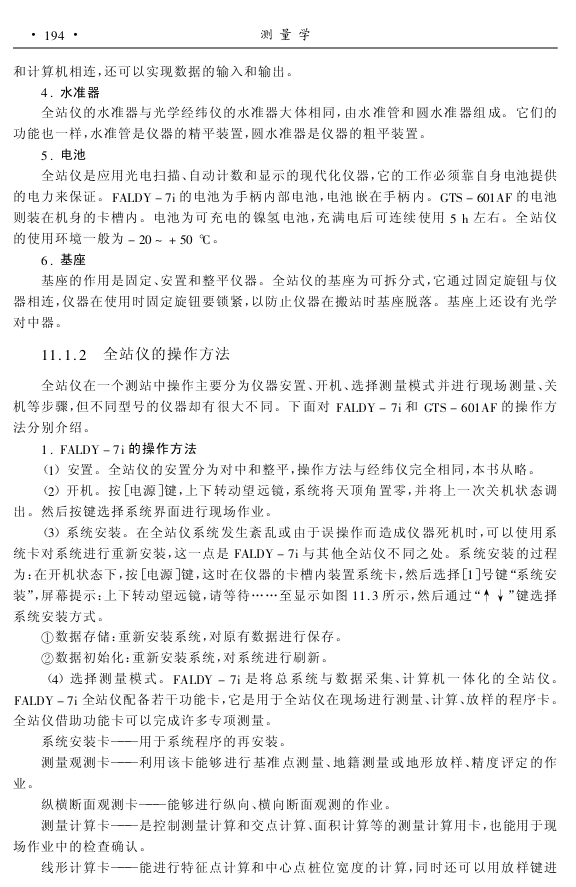 · 194 · 测 量 学
和计算机相连,还可以实现数据的输入和输出。
4. 水准器
全站仪的水准器与光学经纬仪的水准器大体相同,由水准管和圆水准器组成。它们的
功能也一样,水准管是仪器的精平装置,圆水准器是仪器的粗平装置。
5. 电池
全站仪是应用光电扫描、自动计数和显示的现代化仪器,它的工作必须靠自身电池提供
的电力来保证。FALDY-7i 的电池为手柄内部电池,电池嵌在手柄内。GTS-601AF 的电池
则装在机身的卡槽内。电池为可充电的镍氢电池,充满电后可连续使用 5 h 左右。全站仪
的使用环境一般为 -20 ~ +50 ℃。
6. 基座
基座的作用是固定、安置和整平仪器。全站仪的基座为可拆分式,它通过固定旋钮与仪
器相连,仪器在使用时固定旋钮要锁紧,以防止仪器在搬站时基座脱落。基座上还设有光学
对中器。
11.1.2 全站仪的操作方法
全站仪在一个测站中操作主要分为仪器安置、开机、选择测量模式并进行现场测量、关
机等步骤,但不同型号的仪器却有很大不同。下面对 FALDY-7i 和 GTS-601AF 的操作方
法分别介绍。
1. FALDY-7i 的操作方法
(1) 安置。全站仪的安置分为对中和整平,操作方法与经纬仪完全相同,本书从略。
(2) 开机。按[电源]键,上下转动望远镜,系统将天顶角置零,并将上一次关机状态调
出。然后按键选择系统界面进行现场作业。
(3) 系统安装。在全站仪系统发生紊乱或由于误操作而造成仪器死机时,可以使用系
统卡对系统进行重新安装,这一点是 FALDY-7i 与其他全站仪不同之处。系统安装的过程
为:在开机状态下,按[电源]键,这时在仪器的卡槽内装置系统卡,然后选择[1]号键“系统安
装”,屏幕提示:上下转动望远镜,请等待……至显示如图 11.3 所示,然后通过“↑ ↓”键选择
系统安装方式。
①数据存储:重新安装系统,对原有数据进行保存。
②数据初始化:重新安装系统,对系统进行刷新。
(4) 选择测量模式。FALDY-7i 是将总系统与数据采集、计算机一体化的全站仪。
FALDY-7i 全站仪配备若干功能卡,它是用于全站仪在现场进行测量、计算、放样的程序卡。
全站仪借助功能卡可以完成许多专项测量。
系统安装卡——用于系统程序的再安装。
测量观测卡——利用该卡能够进行基准点测量、地籍测量或地形放样、精度评定的作
业。
纵横断面观测卡——能够进行纵向、横向断面观测的作业。
测量计算卡——是控制测量计算和交点计算、面积计算等的测量计算用卡,也能用于现
场作业中的检查确认。
线形计算卡——能进行特征点计算和中心点桩位宽度的计算,同时还可以用放样键进